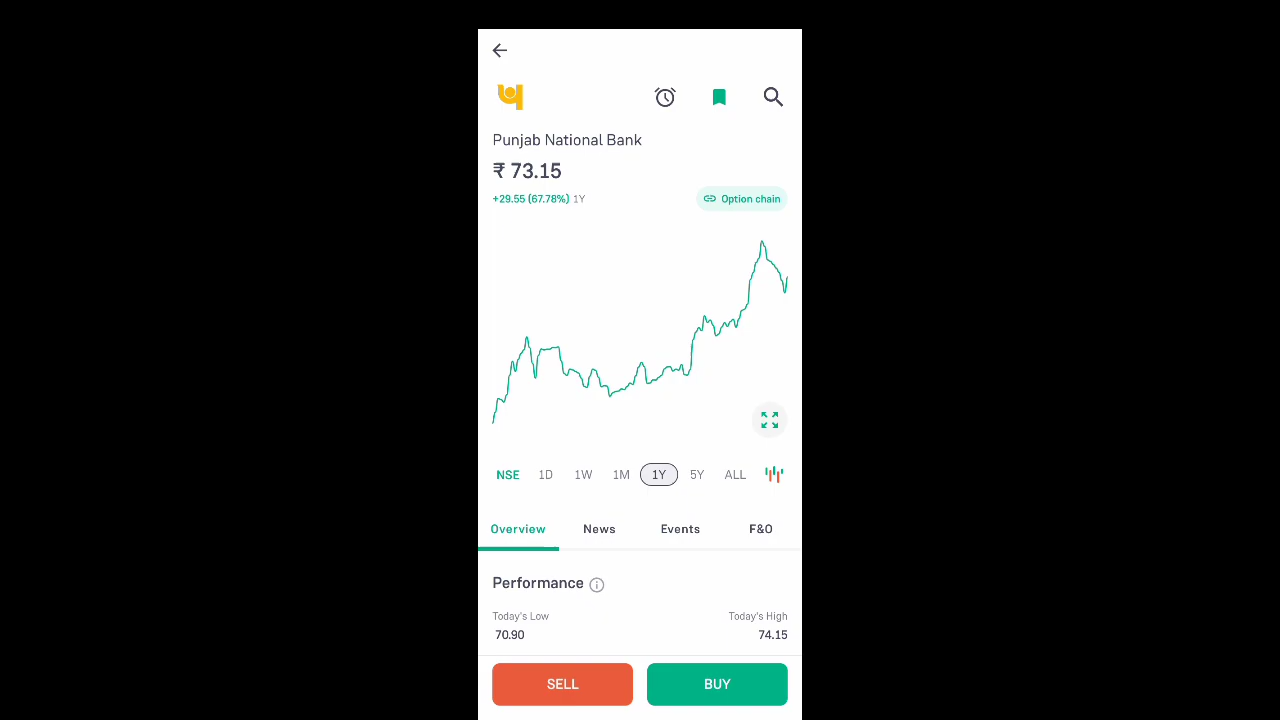 Punjab National Bank
₹ 73.15
+29.55 (67.78%) 1Y
Option chain
NSE 1D 1W 1M 1Y 5Y ALL
Overview News Events F&O
Performance
Today's Low Today's High
70.90 74.15
SELL BUY